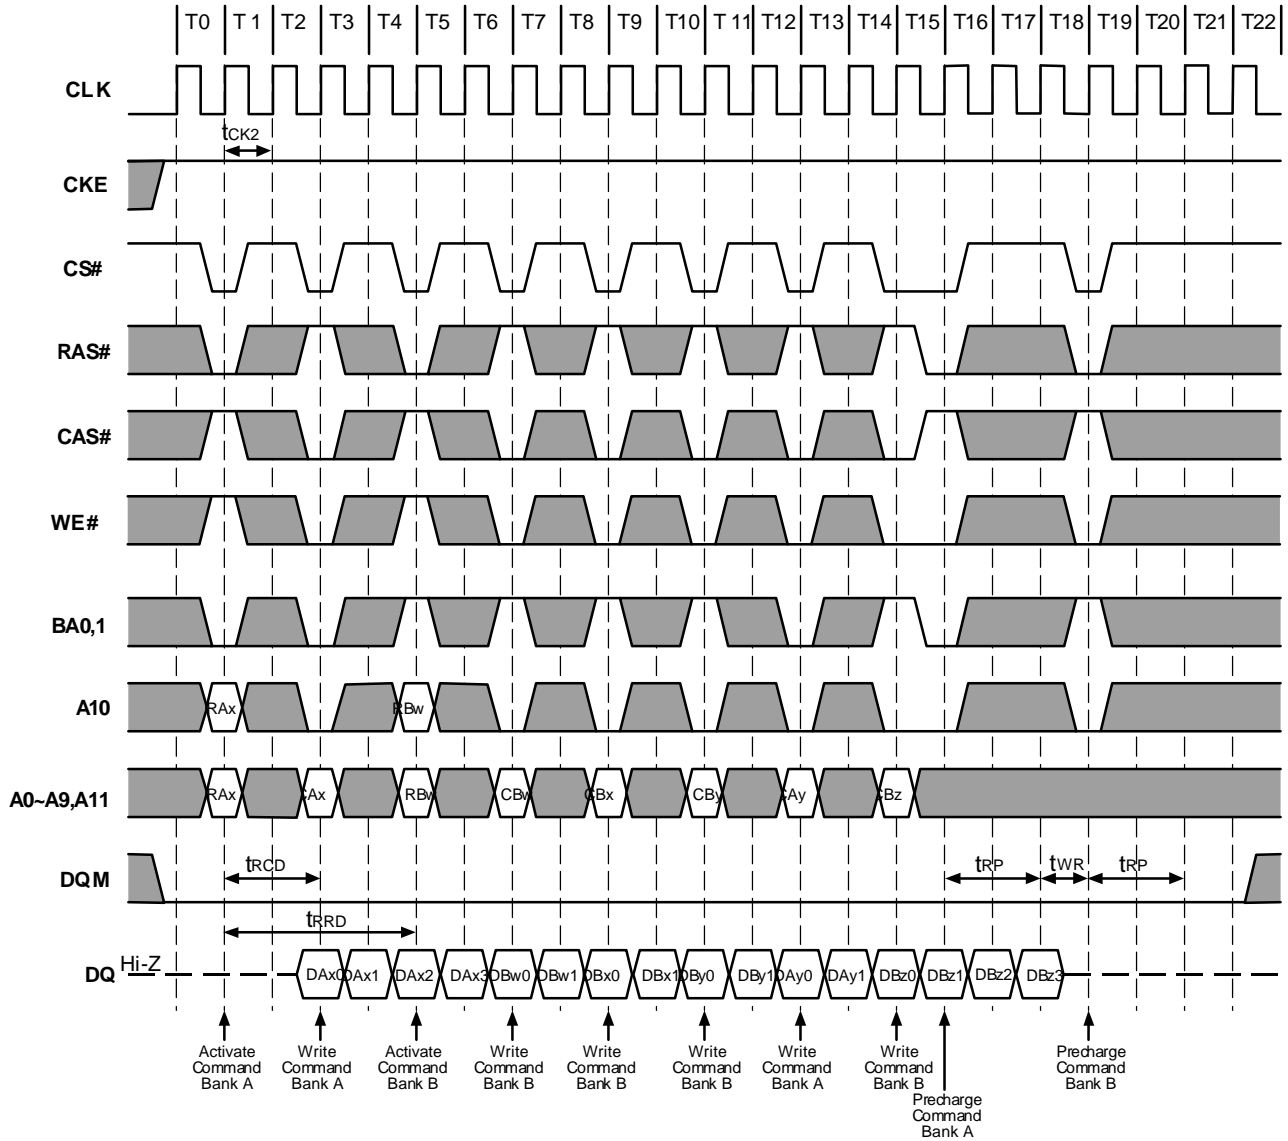 T0 T 1 T2 T3 T4 T5 T6 T7 T8 T9 T10 T 11 T12 T13 T14 T15 T16 T17 T18 T19 T20 T21 T22
CLK
tCK2
CKE
CS#
RAS#
CAS#
WE#
BA0,1
A10 RAx RBw
A0~A9,A11 RAx CAx RBw CBw CBx CBy CAy CBz
DQM tRCD tRP tWR tRP
tRRD
DQ Hi-Z DAx0 DAx1 DAx2 DAx3 DBw0 DBw1 DBx0 DBx1 DBy0 DBy1 DAy0 DAy1 DBz0 DBz1 DBz2 DBz3
Activate Command Bank A
Write Command Bank A
Activate Command Bank B
Write Command Bank B
Write Command Bank B
Write Command Bank B
Write Command Bank A
Write Command Bank B
Precharge Command Bank A
Precharge Command Bank B